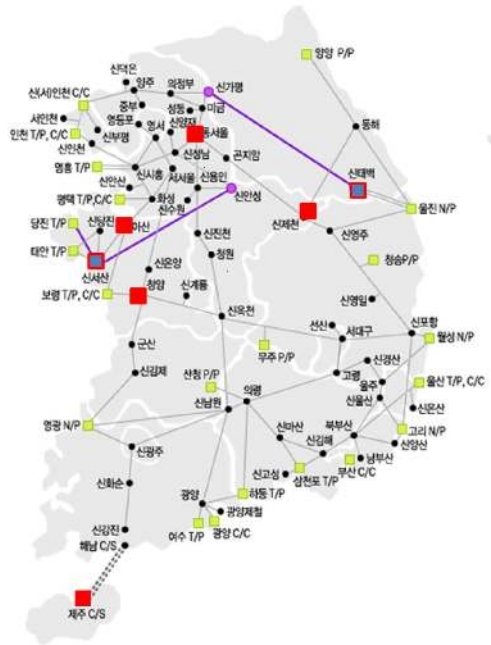 양양 P/P
신덕은
양주
의정부
신가평
신(서)인천 C/C
중부
성동
미금
서인천
영등포
영서
신양재
동서울
동해
인천 T/P, C/C
신부평
신인천
신성남
곤지암
신시흥
영흥 T/P
서서울
신용인
신태백
신안산
신안성
평택 T/P,C/C
화성
신수원
신제천
울진 N/P
당진 T/P
신당진
아산
신진천
신영주
태안 T/P
청원
청송P/P
신서산
신온양
보령 T/P, C/C
청양
신계룡
신영일
신옥천
선산
신포항
서대구
군산
무주 P/P
월성 N/P
신경산
신김제
산청 P/P
고령
울주
울산 T/P, C/C
의령
신남원
신울산
신온산
영광 N/P
신마산
북부산
고리 N/P
신광주
신김해
신양산
남부산
신화순
신고성
부산 C/C
삼천포 T/P
광양
하동 T/P
광양제철
신강진
여수 T/P
광양 C/C
해남 C/S
제주 C/S